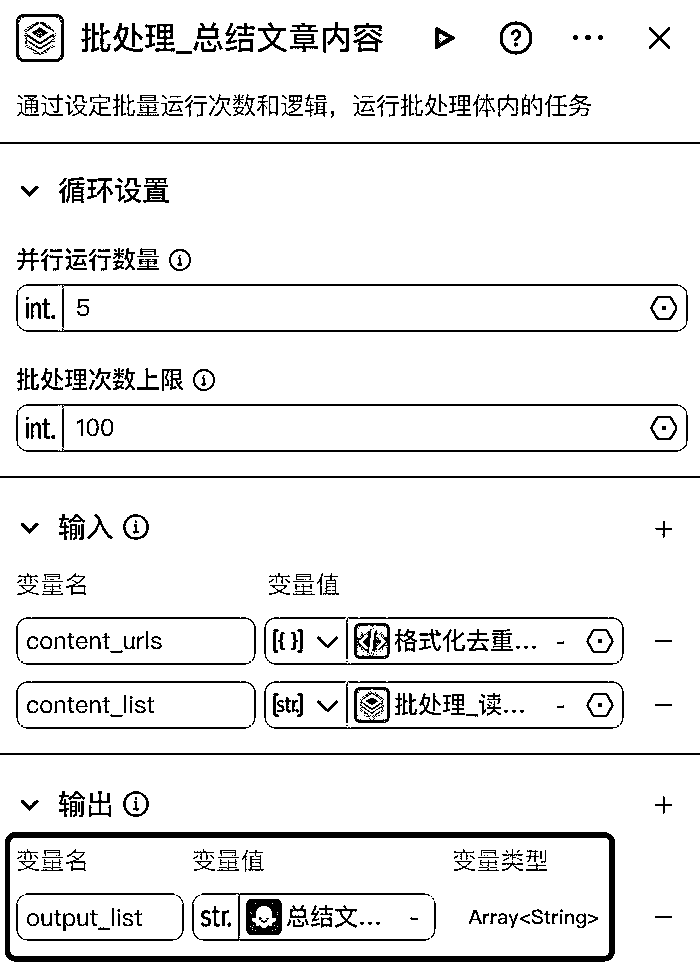 批处理_总结文章内容
通过设定批量运行次数和逻辑，运行批处理体内的任务
循环设置
并行运行数量
int. 5
批处理次数上限
int. 100
输入
变量名 变量值
content_urls [{ }] 格式化去重... -
content_list [str.] 批处理_读... -
输出
变量名 变量值 变量类型
output_list str. 总结文... - Array<String>